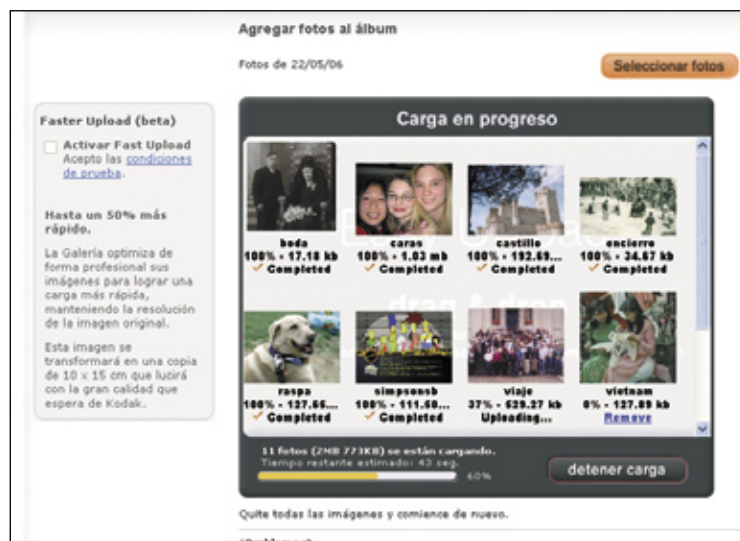 Agregar fotos al álbum
Fotos de 22/05/06
Seleccionar fotos
Faster Upload (beta)
Activar Fast Upload
Acepto las condiciones
de prueba.
Hasta un 50% más
rápido.
La Galería optimiza de
forma profesional sus
imágenes para lograr una
carga más rápida,
manteniendo la resolución
de la imagen original.
Esta imagen se
transformará en una copia
de 10 x 15 cm que lucirá
con la gran calidad que
espera de Kodak.
Carga en progreso
Easy Upload
boda
100% - 17.18 kb
Completed
caras
100% - 1.03 mb
Completed
castillo
100% - 192.69...
Completed
encierro
100% - 34.67 kb
Completed
drag & drop
raspa
100% - 127.65...
Completed
simpsonsb
100% - 111.60...
Completed
viaje
37% - 629.27 kb
Uploading...
vietnam
0% - 127.89 kb
Remove
11 fotos (2MB 773KB) se están cargando.
Tiempo restante estimado: 43 seg.
60%
detener carga
Quite todas las imágenes y comience de nuevo.